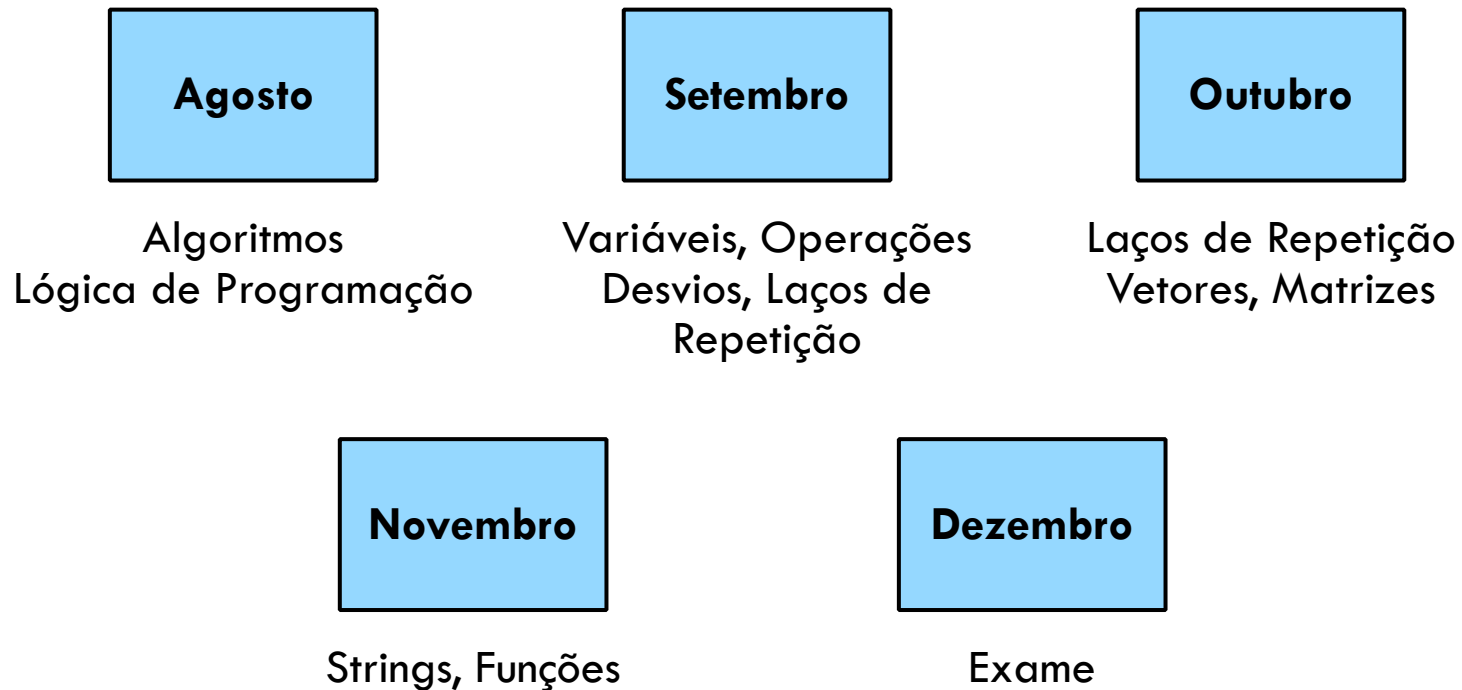 Agosto
Algoritmos
Lógica de Programação
Setembro
Variáveis, Operações
Desvios, Laços de
Repetição
Outubro
Laços de Repetição
Vetores, Matrizes
Novembro
Strings, Funções
Dezembro
Exame